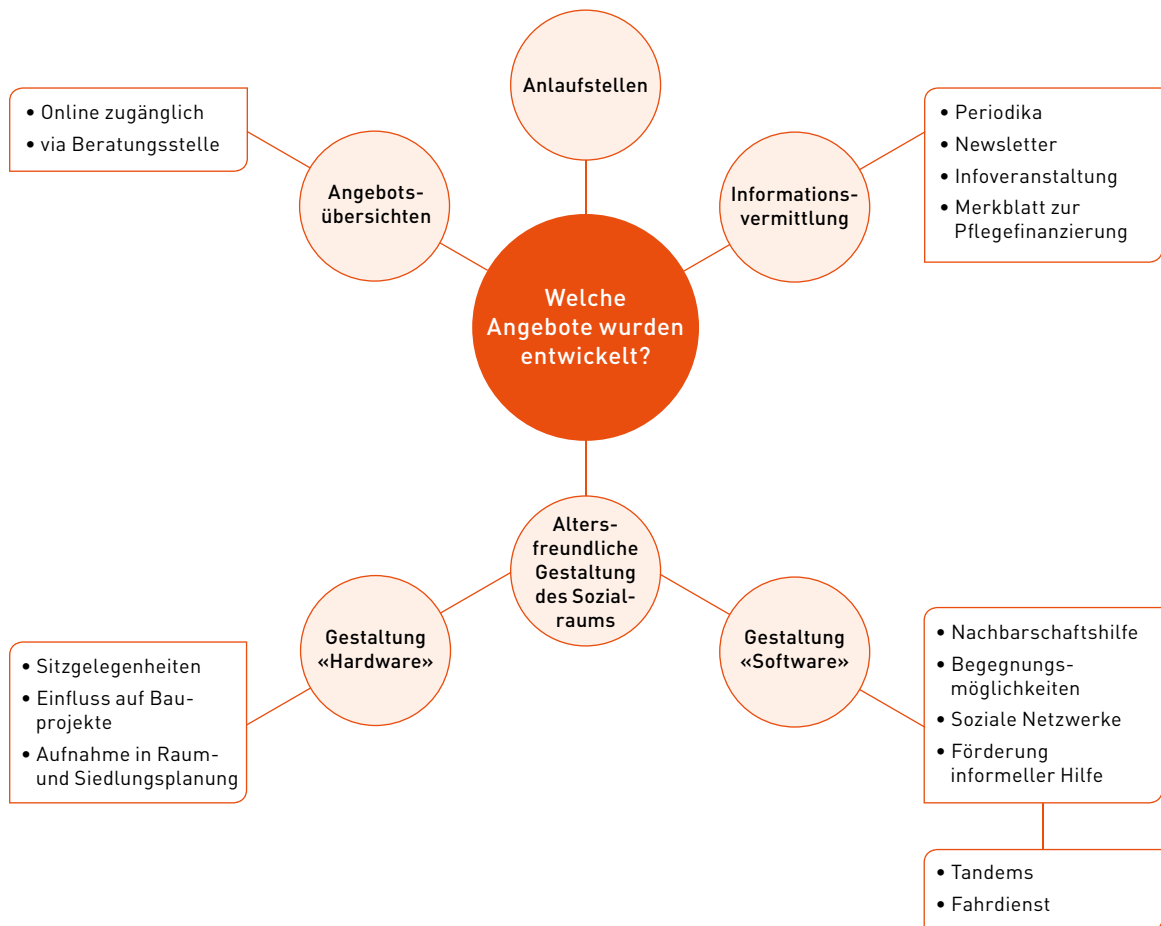 Anlaufstellen
• Online zugänglich
• via Beratungsstelle
Angebots-
übersichten
Informations-
vermittlung
• Periodika
• Newsletter
• Infoveranstaltung
• Merkblatt zur
Pflegefinanzierung
Welche
Angebote wurden
entwickelt?
Alters-
freundliche
Gestaltung
des Sozial-
raums
Gestaltung
«Hardware»
• Sitzgelegenheiten
• Einfluss auf Bau-
projekte
• Aufnahme in Raum-
und Siedlungsplanung
Gestaltung
«Software»
• Nachbarschaftshilfe
• Begegnungs-
möglichkeiten
• Soziale Netzwerke
• Förderung
informeller Hilfe
• Tandems
• Fahrdienst